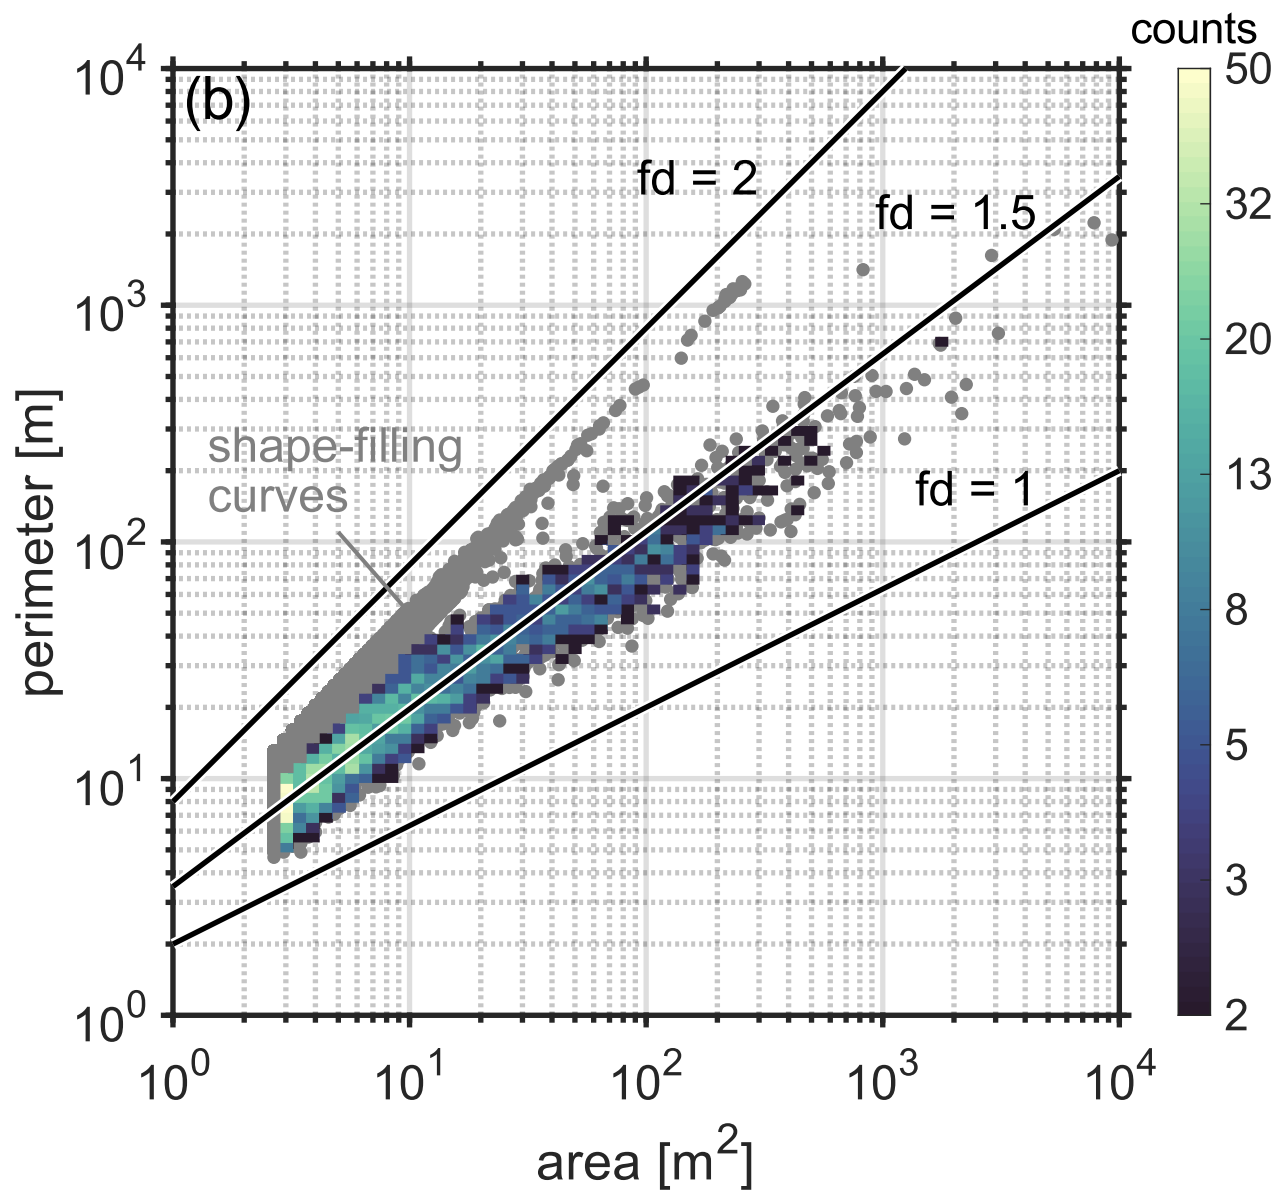 counts
(b)
10^4
10^3
10^2
10^1
10^0
perimeter [m]
fd = 2
fd = 1.5
fd = 1
shape-filling
curves
10^0
10^1
10^2
10^3
10^4
area [m^2]
50
32
20
13
8
5
3
2